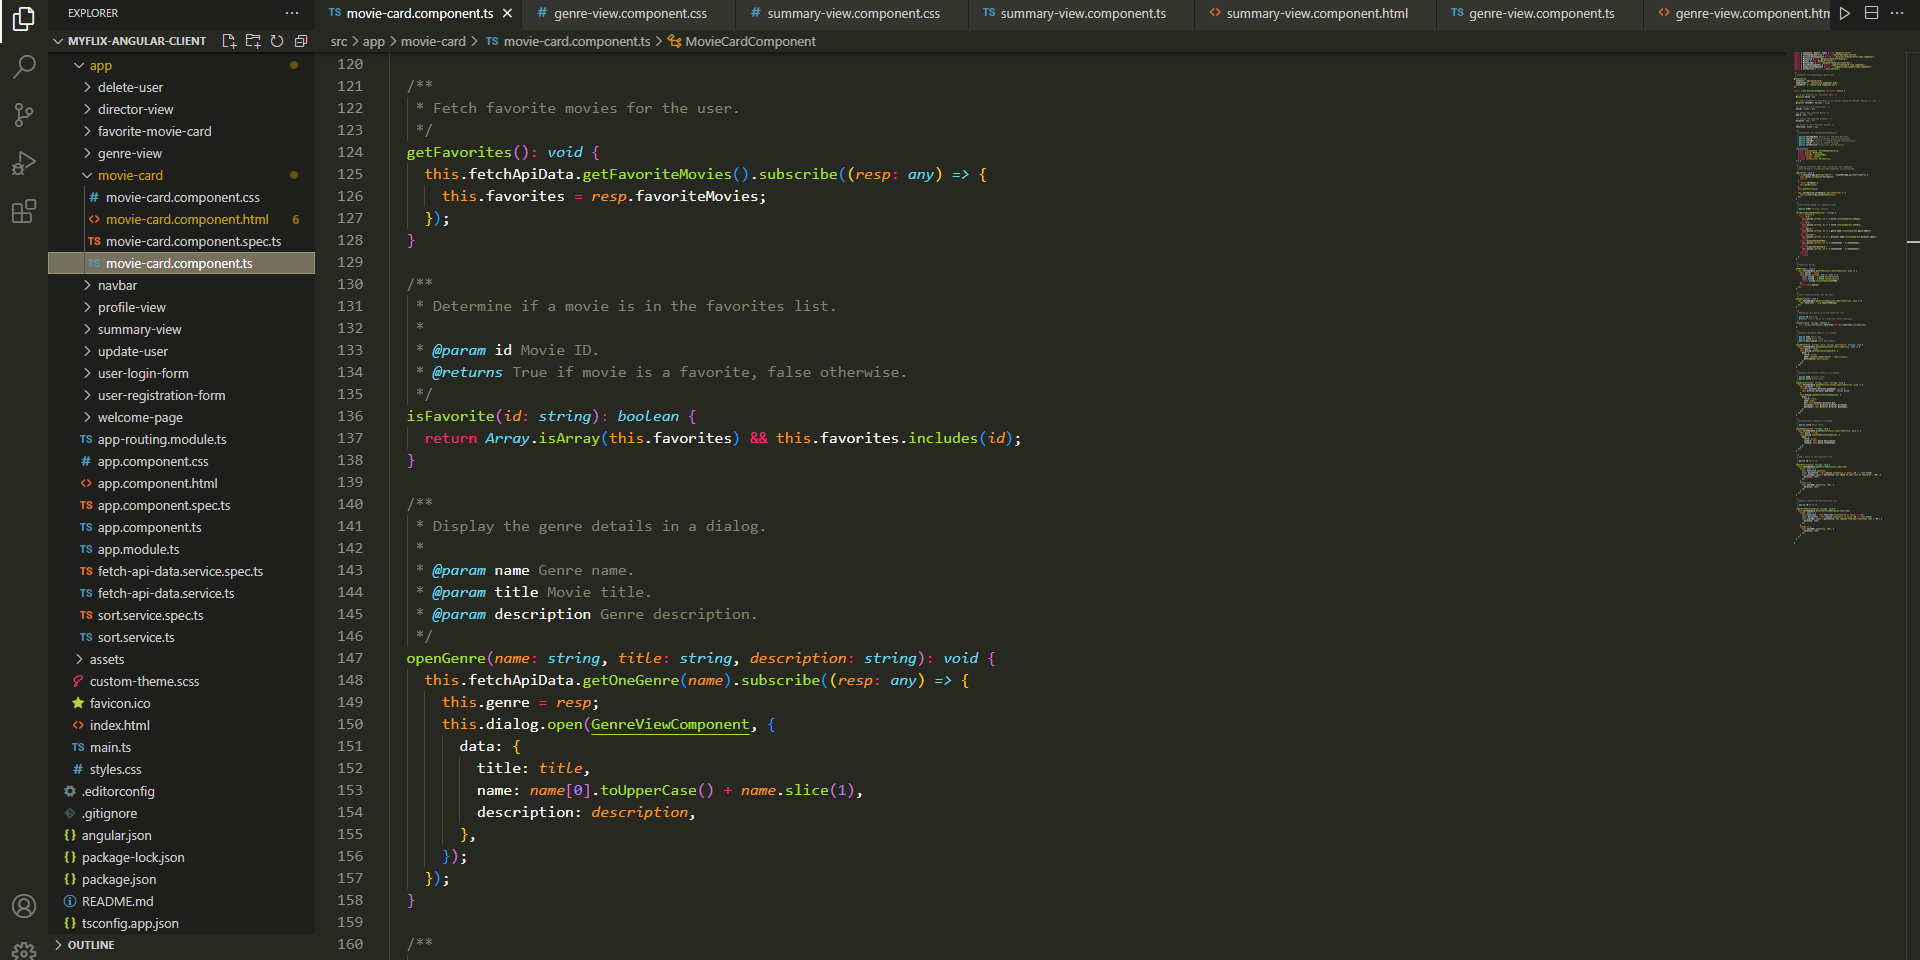 EXPLORER
MYFLIX-ANGULAR-CLIENT
app
delete-user
director-view
favorite-movie-card
genre-view
movie-card
# movie-card.component.css
<> movie-card.component.html 6
TS movie-card.component.spec.ts
TS movie-card.component.ts
navbar
profile-view
summary-view
update-user
user-login-form
user-registration-form
welcome-page
TS app-routing.module.ts
# app.component.css
<> app.component.html
TS app.component.spec.ts
TS app.component.ts
TS app.module.ts
TS fetch-api-data.service.spec.ts
TS fetch-api-data.service.ts
TS sort.service.spec.ts
TS sort.service.ts
assets
custom-theme.scss
favicon.ico
<> index.html
TS main.ts
# styles.css
.editorconfig
.gitignore
{} angular.json
{} package-lock.json
{} package.json
README.md
{} tsconfig.app.json
OUTLINE
TS movie-card.component.ts # genre-view.component.css # summary-view.component.css TS summary-view.component.ts <> summary-view.component.html TS genre-view.component.ts <> genre-view.component.htm
src > app > movie-card > TS movie-card.component.ts > MovieCardComponent
120
121 /**
122 * Fetch favorite movies for the user.
123 */
124 getFavorites(): void {
125 this.fetchApiData.getFavoriteMovies().subscribe((resp: any) => {
126 this.favorites = resp.favoriteMovies;
127 });
128 }
129
130 /**
131 * Determine if a movie is in the favorites list.
132 *
133 * @param id Movie ID.
134 * @returns True if movie is a favorite, false otherwise.
135 */
136 isFavorite(id: string): boolean {
137 return Array.isArray(this.favorites) && this.favorites.includes(id);
138 }
139
140 /**
141 * Display the genre details in a dialog.
142 *
143 * @param name Genre name.
144 * @param title Movie title.
145 * @param description Genre description.
146 */
147 openGenre(name: string, title: string, description: string): void {
148 this.fetchApiData.getOneGenre(name).subscribe((resp: any) => {
149 this.genre = resp;
150 this.dialog.open(GenreViewComponent, {
151 data: {
152 title: title,
153 name: name[0].toUpperCase() + name.slice(1),
154 description: description,
155 },
156 });
157 });
158 }
159
160 /**